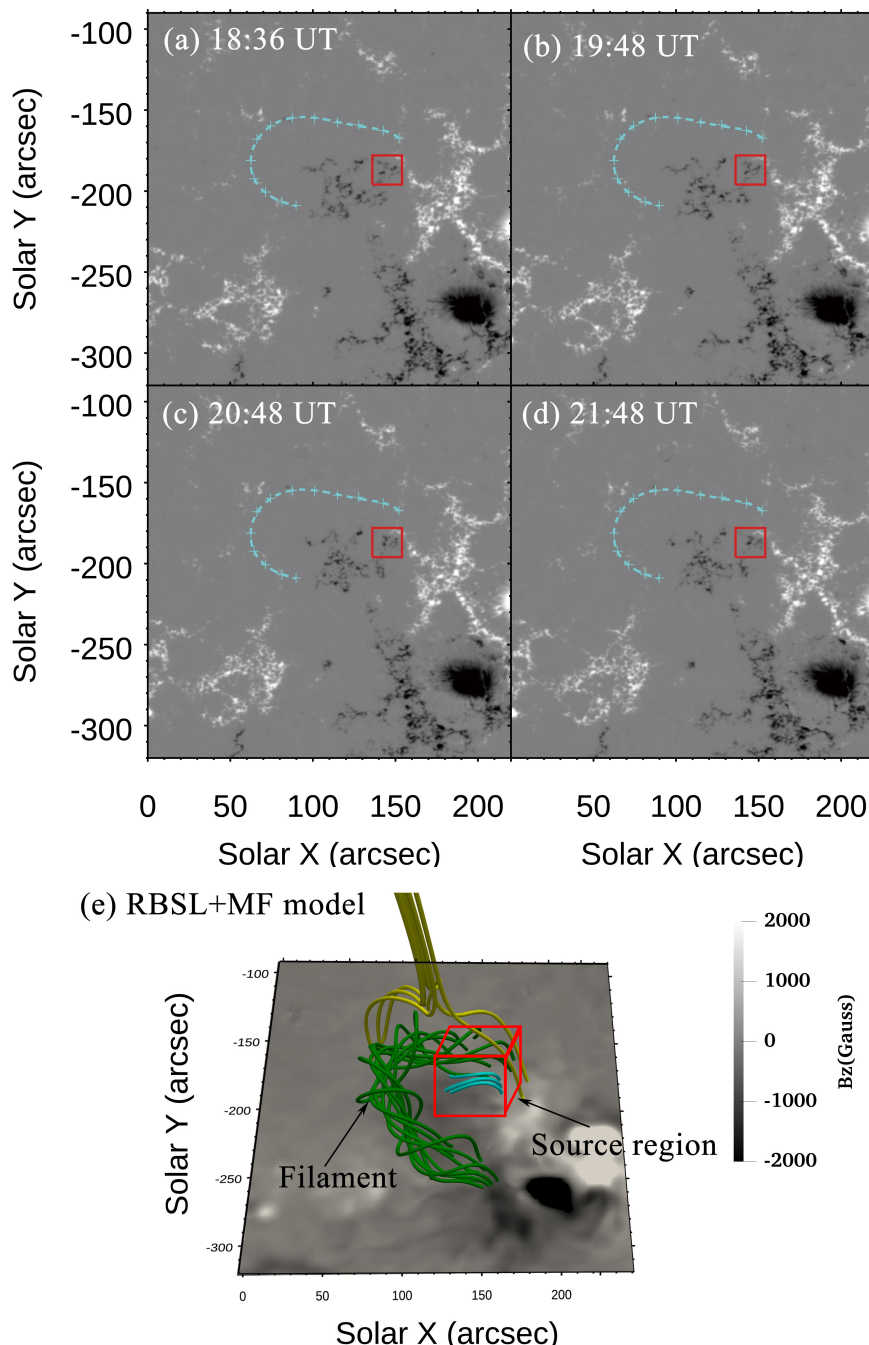 -100
(a) 18:36 UT
(b) 19:48 UT
-150
-200
-250
-300
Solar Y (arcsec)
-100
(c) 20:48 UT
(d) 21:48 UT
-150
-200
-250
-300
Solar Y (arcsec)
0 50 100 150 200
0 50 100 150 200
Solar X (arcsec)
Solar X (arcsec)
(e) RBSL+MF model
-100
-150
-200
-250
-300
Solar Y (arcsec)
Filament
Source region
0 50 100 150 200
Solar X (arcsec)
2000
1000
0
-1000
-2000
Bz(Gauss)